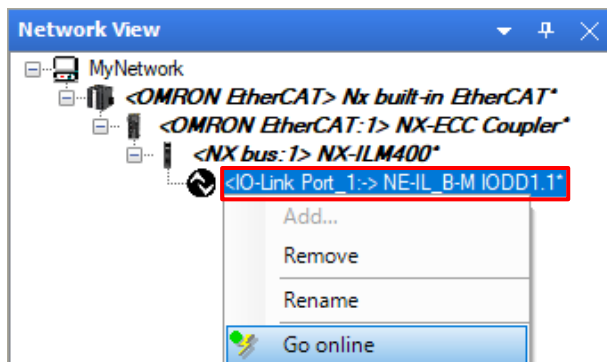 Network View
MyNetwork
<OMRON EtherCAT> Nx built-in EtherCAT*
<OMRON EtherCAT:1> NX-ECC Coupler*
<NX bus:1> NX-ILM400*
<IO-Link Port_1:-> NE-IL_B-M IODD1.1*
Add...
Remove
Rename
Go online